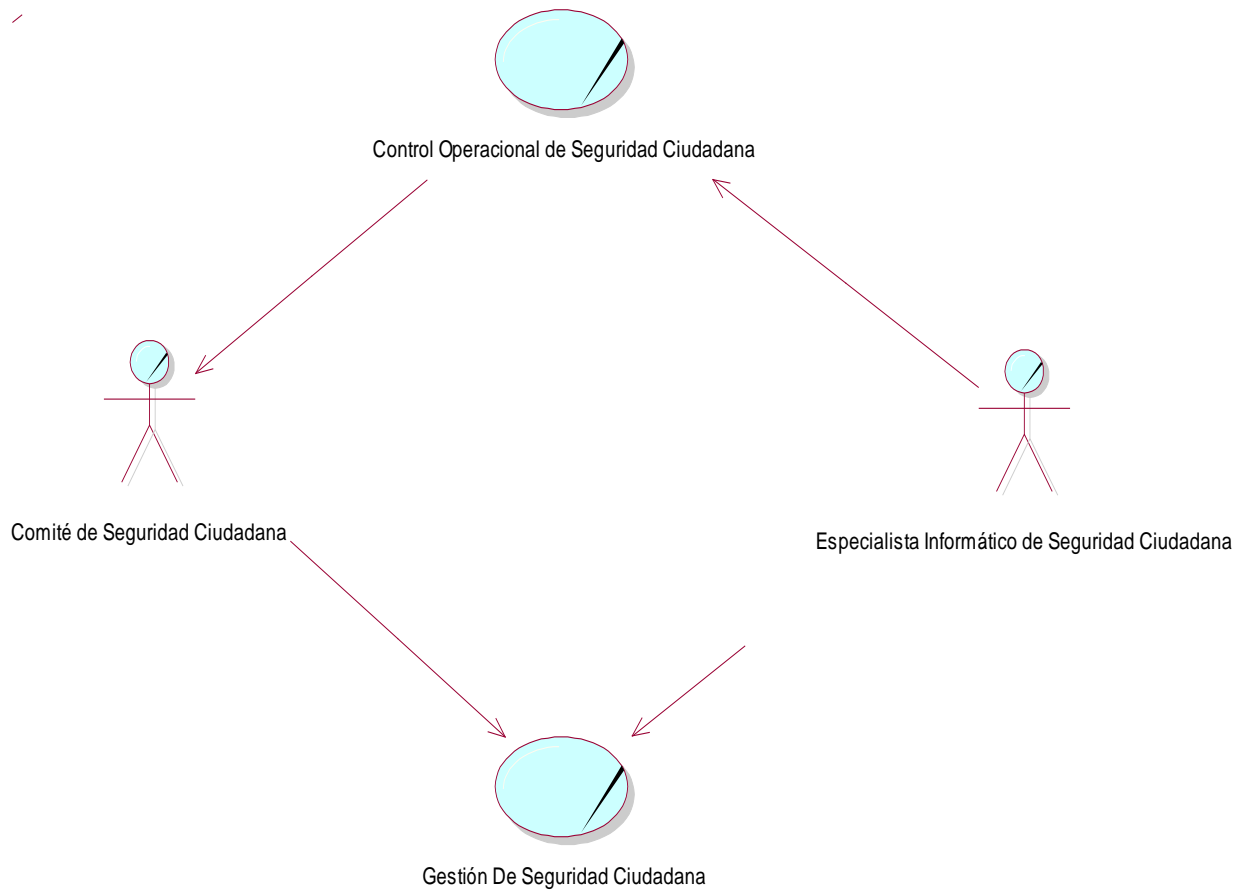 Control Operacional de Seguridad Ciudadana
Comité de Seguridad Ciudadana
Especialista Informático de Seguridad Ciudadana
Gestión De Seguridad Ciudadana